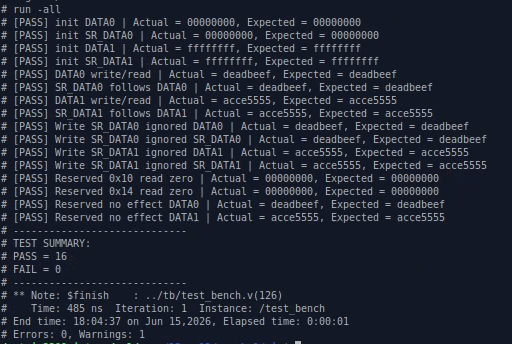 # run -all
# [PASS] init DATA0 | Actual = 00000000, Expected = 00000000
# [PASS] init SR_DATA0 | Actual = 00000000, Expected = 00000000
# [PASS] init DATA1 | Actual = ffffffff, Expected = ffffffff
# [PASS] init SR_DATA1 | Actual = ffffffff, Expected = ffffffff
# [PASS] DATA0 write/read | Actual = deadbeef, Expected = deadbeef
# [PASS] SR_DATA0 follows DATA0 | Actual = deadbeef, Expected = deadbeef
# [PASS] DATA1 write/read | Actual = acce5555, Expected = acce5555
# [PASS] SR_DATA1 follows DATA1 | Actual = acce5555, Expected = acce5555
# [PASS] Write SR_DATA0 ignored DATA0 | Actual = deadbeef, Expected = deadbeef
# [PASS] Write SR_DATA0 ignored SR_DATA0 | Actual = deadbeef, Expected = deadbeef
# [PASS] Write SR_DATA1 ignored DATA1 | Actual = acce5555, Expected = acce5555
# [PASS] Write SR_DATA1 ignored SR_DATA1 | Actual = acce5555, Expected = acce5555
# [PASS] Reserved 0x10 read zero | Actual = 00000000, Expected = 00000000
# [PASS] Reserved 0x14 read zero | Actual = 00000000, Expected = 00000000
# [PASS] Reserved no effect DATA0 | Actual = deadbeef, Expected = deadbeef
# [PASS] Reserved no effect DATA1 | Actual = acce5555, Expected = acce5555
# ----------------------------
# TEST SUMMARY:
# PASS = 16
# FAIL = 0
# ----------------------------
# ** Note: $finish    : ../tb/test_bench.v(126)
#    Time: 485 ns  Iteration: 1  Instance: /test_bench
# End time: 18:04:37 on Jun 15,2026, Elapsed time: 0:00:01
# Errors: 0, Warnings: 1